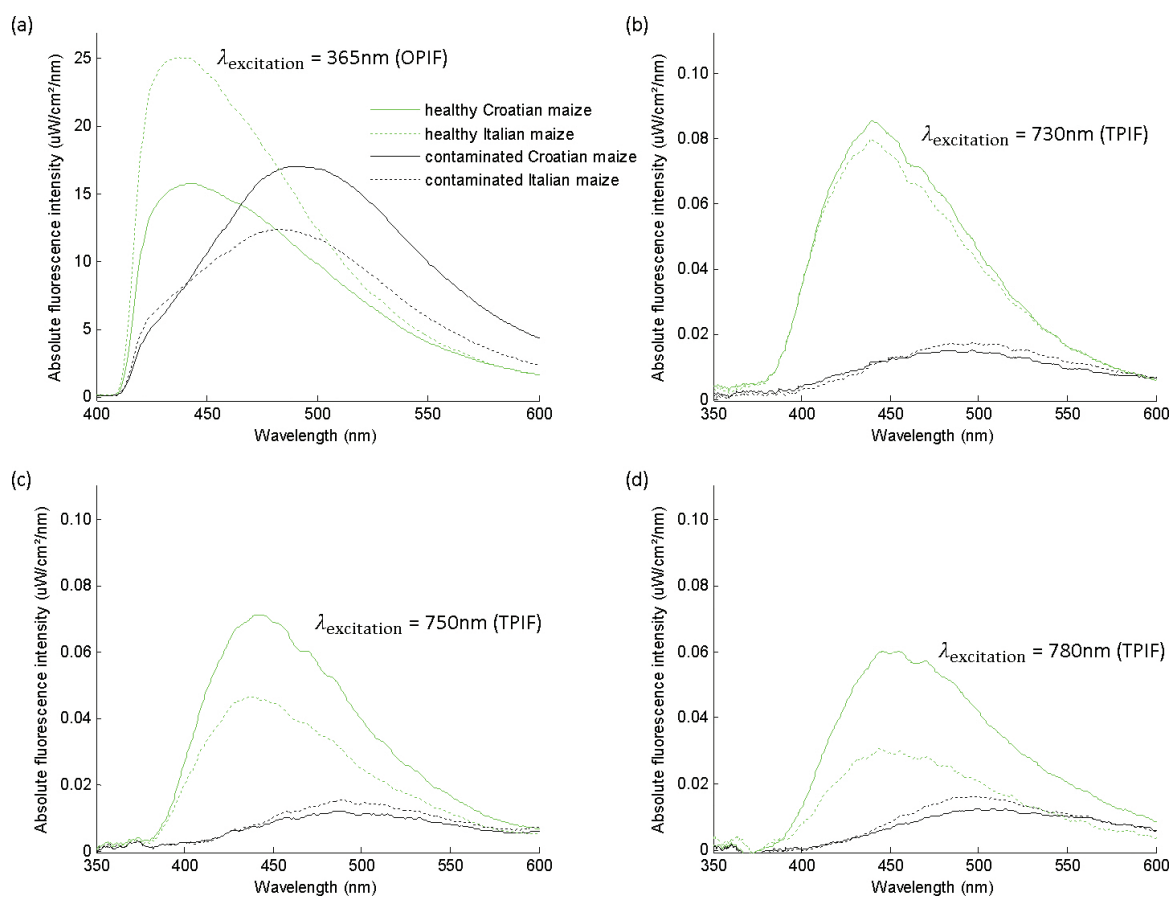 (a)
λexcitation = 365nm (OPIF)
healthy Croatian maize
healthy Italian maize
contaminated Croatian maize
contaminated Italian maize
Absolute fluorescence intensity (uW/cm²/nm)
25
20
15
10
5
0
400 450 500 550 600
Wavelength (nm)
(b)
λexcitation = 730nm (TPIF)
Absolute fluorescence intensity (uW/cm²/nm)
0.10
0.08
0.06
0.04
0.02
0
350 400 450 500 550 600
Wavelength (nm)
(c)
λexcitation = 750nm (TPIF)
Absolute fluorescence intensity (uW/cm²/nm)
0.10
0.08
0.06
0.04
0.02
0
350 400 450 500 550 600
Wavelength (nm)
(d)
λexcitation = 780nm (TPIF)
Absolute fluorescence intensity (uW/cm²/nm)
0.10
0.08
0.06
0.04
0.02
0
350 400 450 500 550 600
Wavelength (nm)